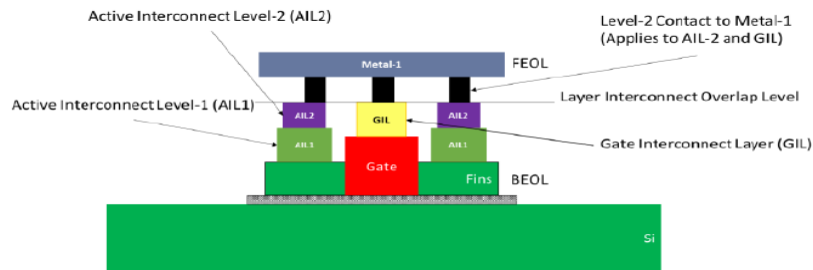 Active Interconnect Level-2 (AIL2)
Level-2 Contact to Metal-1
(Applies to AIL-2 and GIL)
Metal-1
FEOL
Layer Interconnect Overlap Level
Active Interconnect Level-1 (AIL1)
AIL2
GIL
AIL2
AIL1
AIL1
Gate Interconnect Layer (GIL)
Gate
Fins
BEOL
Si